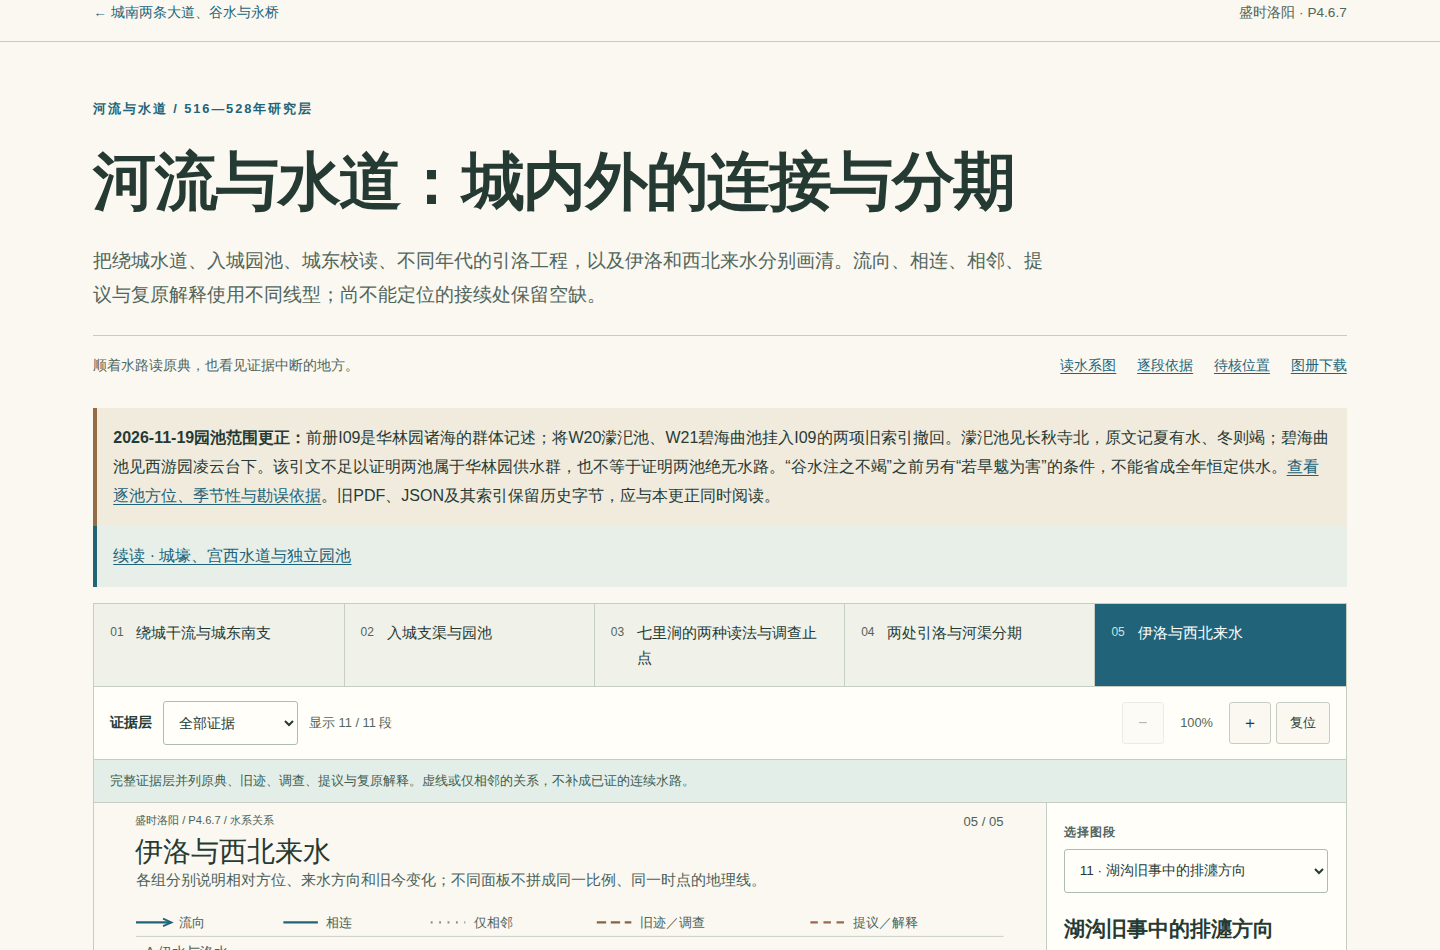 ← 城南两条大道、谷水与永桥
盛时洛阳 · P4.6.7
河流与水道 / 516—528年研究层
河流与水道：城内外的连接与分期
把绕城水道、入城园池、城东校读、不同年代的引洛工程，以及伊洛和西北来水分别画清。流向、相连、相邻、提
议与复原解释使用不同线型；尚不能定位的接续处保留空缺。
顺着水路读原典，也看见证据中断的地方。
读水系图 逐段依据 待核位置 图册下载
2026-11-19园池范围更正：前册I09是华林园诸海的群体记述；将W20濛汜池、W21碧海曲池挂入I09的两项旧索引撤回。濛汜池见长秋寺北，原文记夏有水、冬则竭；碧海曲
池见西游园凌云台下。该引文不足以证明两池属于华林园供水群，也不等于证明两池绝无水路。“谷水注之不竭”之前另有“若旱魃为害”的条件，不能省成全年恒定供水。查看
逐池方位、季节性与勘误依据。旧PDF、JSON及其索引保留历史字节，应与本更正同时阅读。
续读 · 城壕、宫西水道与独立园池
01 绕城干流与城东南支
02 入城支渠与园池
03 七里涧的两种读法与调查止
点
04 两处引洛与河渠分期
05 伊洛与西北来水
证据层 全部证据 显示 11 / 11 段
− 100% + 复位
完整证据层并列原典、旧迹、调查、提议与复原解释。虚线或仅相邻的关系，不补成已证的连续水路。
盛时洛阳 / P4.6.7 / 水系关系
05 / 05
伊洛与西北来水
各组分别说明相对方位、来水方向和旧今变化；不同面板不拼成同一比例、同一时点的地理线。
流向 相连 仅相邻 旧迹／调查 提议／解释
A 伊水与洛水
选择图段
11 · 湖沟旧事中的排瀍方向
湖沟旧事中的排瀍方向